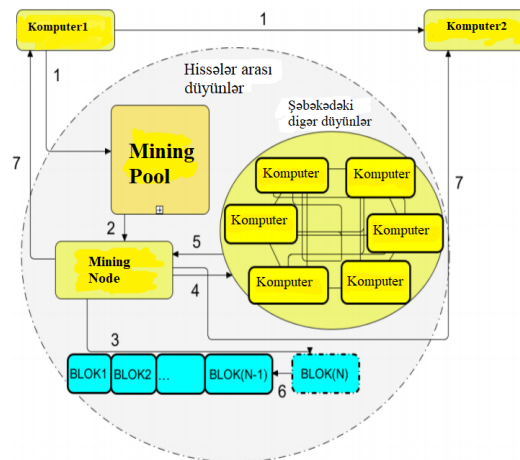 1
Komputer1
Komputer2
Hissələr arası
düyünlər
1
Şəbəkədəki
digər düyünlər
Mining
Pool
7
7
Komputer
Komputer
Komputer
Komputer
Komputer
Komputer
2
5
Mining
Node
4
3
BLOK1
BLOK2
...
BLOK(N-1)
BLOK(N)
6